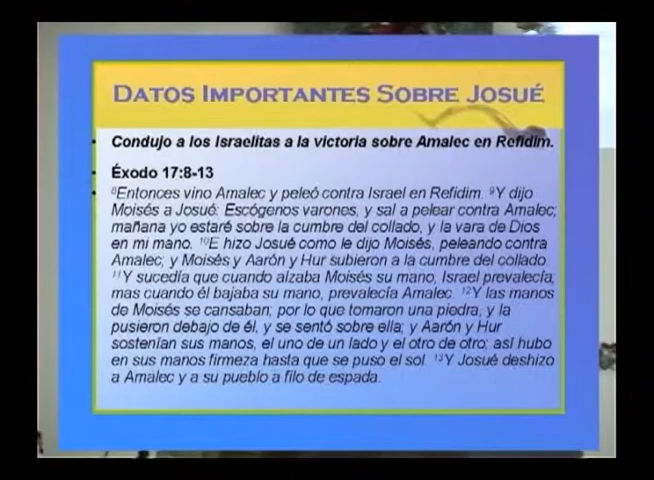 DATOS IMPORTANTES SOBRE JOSUÉ
• Condujo a los Israelitas a la victoria sobre Amalec en Refidim.
• Éxodo 17:8-13
• ⁸Entonces vino Amalec y peleó contra Israel en Refidim. ⁹Y dijo
Moisés a Josué: Escógenos varones, y sal a pelear contra Amalec;
mañana yo estaré sobre la cumbre del collado, y la vara de Dios
en mi mano. ¹⁰E hizo Josué como le dijo Moisés, peleando contra
Amalec; y Moisés y Aarón y Hur subieron a la cumbre del collado.
¹¹Y sucedía que cuando alzaba Moisés su mano, Israel prevalecía;
mas cuando él bajaba su mano, prevalecía Amalec. ¹²Y las manos
de Moisés se cansaban; por lo que tomaron una piedra, y la
pusieron debajo de él, y se sentó sobre ella; y Aarón y Hur
sostenían sus manos, el uno de un lado y el otro de otro; así hubo
en sus manos firmeza hasta que se puso el sol. ¹³Y Josué deshizo
a Amalec y a su pueblo a filo de espada.